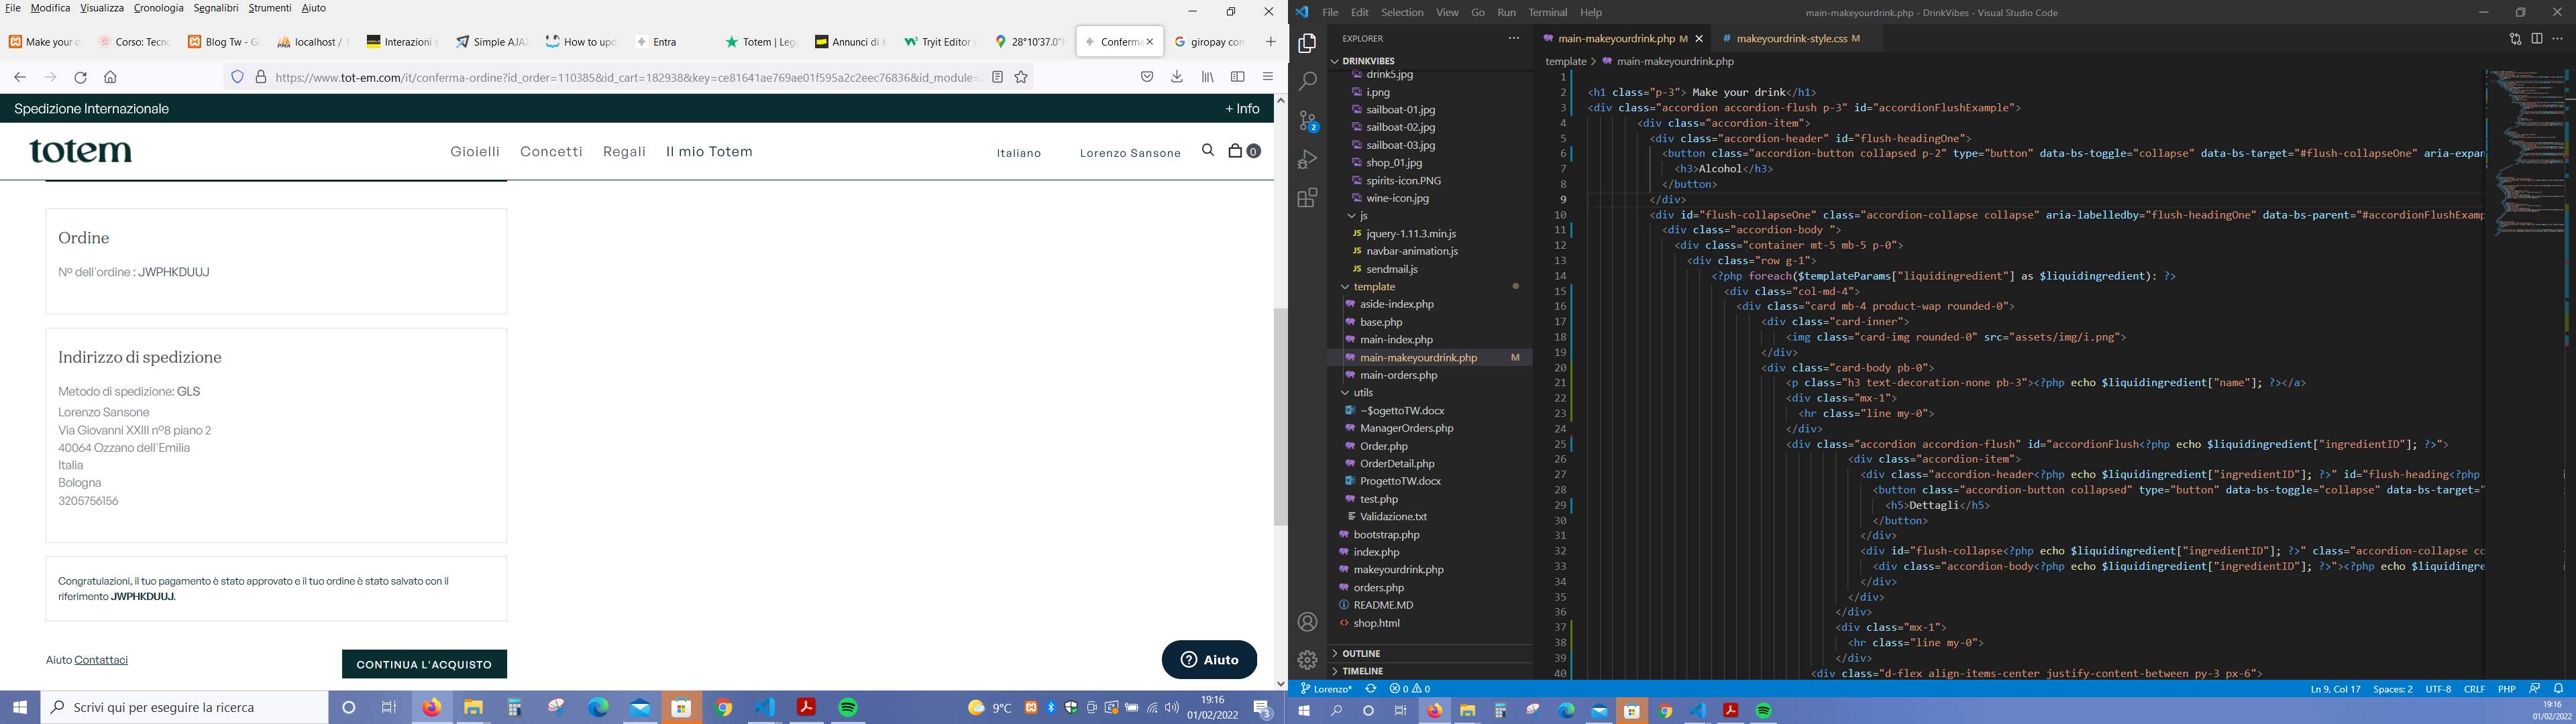 File Modifica Visualizza Cronologia Segnalibri Strumenti Aiuto
Make your Corso: Tecn Blog Tw - G localhost / Interazioni s Simple AJA How to upd Entra Totem | Leg Annunci di Tryit Editor 28°10'37.0" Conferma giropay con
https://www.tot-em.com/it/conferma-ordine?id_order=110385&id_cart=182938&key=ce81641ae769ae01f595a2c2eec76836&id_module=
Spedizione Internazionale + Info
totem Gioielli Concetti Regali Il mio Totem Italiano Lorenzo Sansone 0
Ordine
Nº dell'ordine : JWPHKDUUJ
Indirizzo di spedizione
Metodo di spedizione: GLS
Lorenzo Sansone
Via Giovanni XXIII nº8 piano 2
40064 Ozzano dell'Emilia
Italia
Bologna
3205756156
Congratulazioni, il tuo pagamento è stato approvato e il tuo ordine è stato salvato con il
riferimento JWPHKDUUJ.
Aiuto Contattaci CONTINUA L'ACQUISTO Aiuto
Scrivi qui per eseguire la ricerca 9°C 19:16
01/02/2022 3
File Edit Selection View Go Run Terminal Help main-makeyourdrink.php - DrinkVibes - Visual Studio Code
EXPLORER
DRINKVIBES
drink5.jpg
i.png
sailboat-01.jpg
sailboat-02.jpg
sailboat-03.jpg
shop_01.jpg
spirits-icon.PNG
wine-icon.jpg
js
jquery-1.11.3.min.js
navbar-animation.js
sendmail.js
template
aside-index.php
base.php
main-index.php
main-makeyourdrink.php M
main-orders.php
utils
~$ogettoTW.docx
ManagerOrders.php
Order.php
OrderDetail.php
ProgettoTW.docx
test.php
Validazione.txt
bootstrap.php
index.php
makeyourdrink.php
orders.php
README.MD
shop.html
OUTLINE
TIMELINE
main-makeyourdrink.php M makeyourdrink-style.css M
template > main-makeyourdrink.php
1
2 <h1 class="p-3"> Make your drink</h1>
3 <div class="accordion accordion-flush p-3" id="accordionFlushExample">
4 <div class="accordion-item">
5 <div class="accordion-header" id="flush-headingOne">
6 <button class="accordion-button collapsed p-2" type="button" data-bs-toggle="collapse" data-bs-target="#flush-collapseOne" aria-expan
7 <h3>Alcohol</h3>
8 </button>
9 </div>
10 <div id="flush-collapseOne" class="accordion-collapse collapse" aria-labelledby="flush-headingOne" data-bs-parent="#accordionFlushExamp
11 <div class="accordion-body ">
12 <div class="container mt-5 mb-5 p-0">
13 <div class="row g-1">
14 <?php foreach($templateParams["liquidingredient"] as $liquidingredient): ?>
15 <div class="col-md-4">
16 <div class="card mb-4 product-wap rounded-0">
17 <div class="card-inner">
18 <img class="card-img rounded-0" src="assets/img/i.png">
19 </div>
20 <div class="card-body pb-0">
21 <p class="h3 text-decoration-none pb-3"><?php echo $liquidingredient["name"]; ?></a>
22 <div class="mx-1">
23 <hr class="line my-0">
24 </div>
25 <div class="accordion accordion-flush" id="accordionFlush<?php echo $liquidingredient["ingredientID"]; ?>">
26 <div class="accordion-item">
27 <div class="accordion-header<?php echo $liquidingredient["ingredientID"]; ?>" id="flush-heading<?php
28 <button class="accordion-button collapsed" type="button" data-bs-toggle="collapse" data-bs-target="
29 <h5>Dettagli</h5>
30 </button>
31 </div>
32 <div id="flush-collapse<?php echo $liquidingredient["ingredientID"]; ?>" class="accordion-collapse co
33 <div class="accordion-body<?php echo $liquidingredient["ingredientID"]; ?>"><?php echo $liquidingre
34 </div>
35 </div>
36 </div>
37 <div class="mx-1">
38 <hr class="line my-0">
39 </div>
40 <div class="d-flex align-items-center justify-content-between py-3 px-6">
Lorenzo* 0 0 Ln 9, Col 17 Spaces: 2 UTF-8 CRLF PHP
19:16
01/02/2022